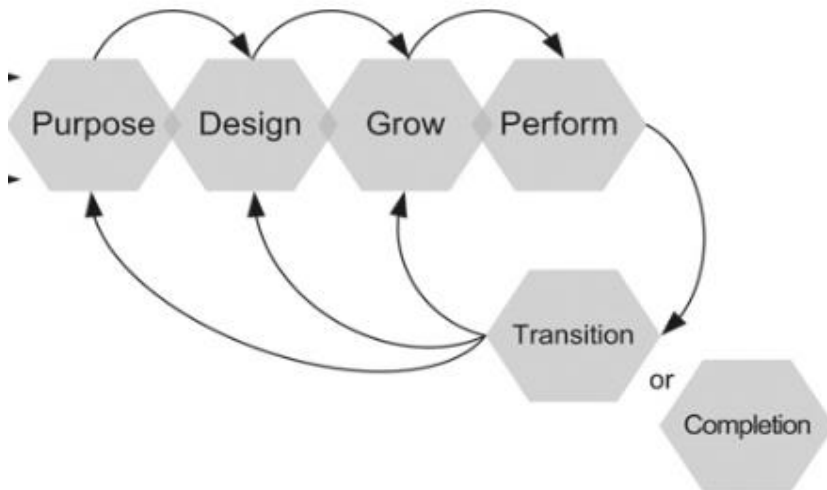 Purpose
Design
Grow
Perform
Transition
or
Completion